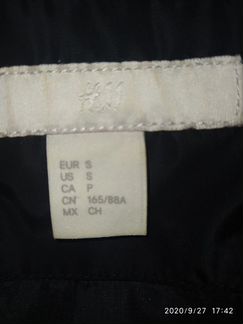 H&M
EUR S
US S
CA P
CN 165/88A
MX CH
2020/9/27 17:42